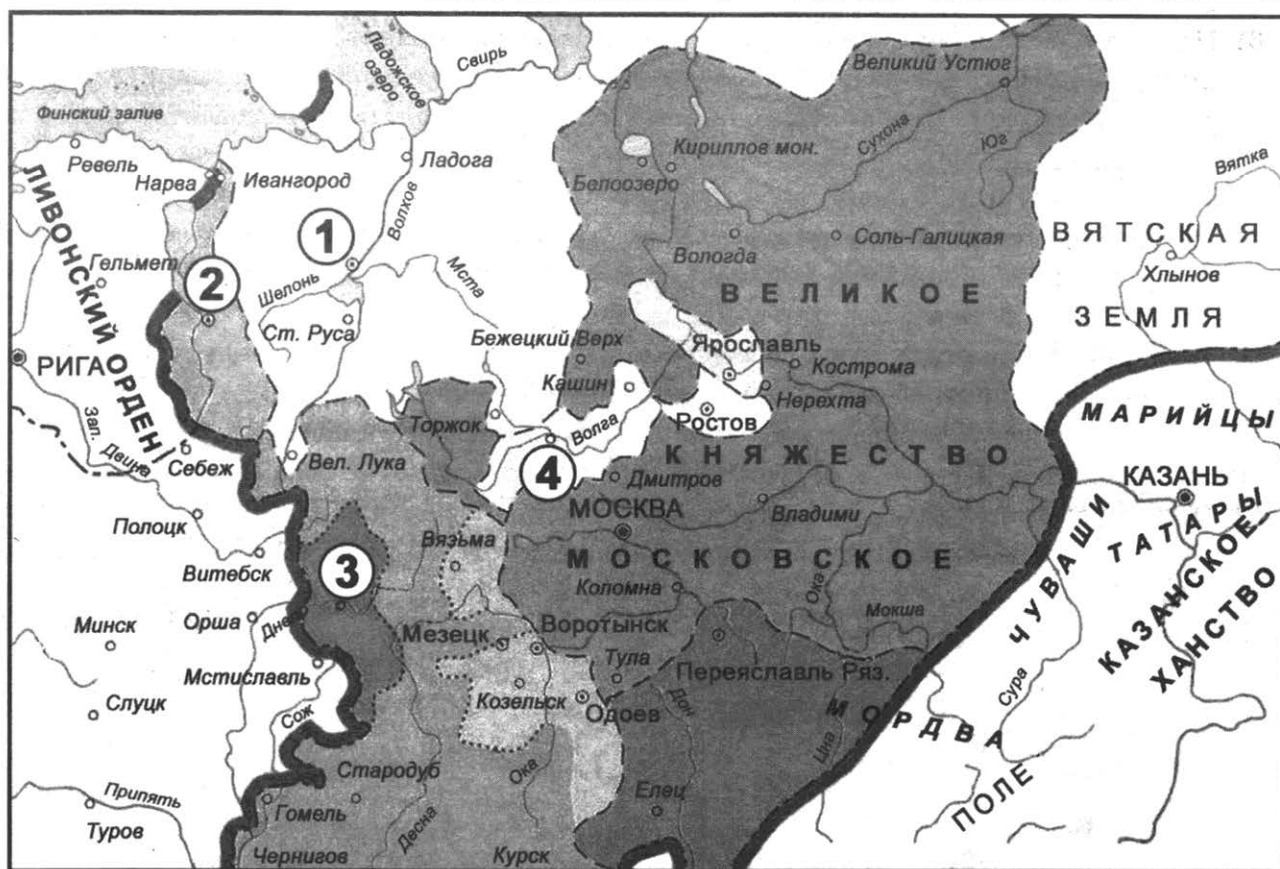 Финский залив
Ладожское озеро
Свирь
Великий Устюг
Ревель
Нарва
Ивангород
Ладога
Волхов
Кириллов мон.
Белоозеро
Сухона
Юг
Вятка
ЛИВОНСКИЙ ОРДЕН
Гельмет
1
2
Шелонь
Мста
Вологда
Соль-Галицкая
ВЯТСКАЯ
Хлынов
ЗЕМЛЯ
ВЕЛИКОЕ
Ст. Руса
Бежецкий Верх
Ярославль
Кострома
РИГА
Кашин
Нерехта
Зап. Двина
Торжок
Волга
Ростов
МАРИЙЦЫ
Себеж
Вел. Лука
4
КНЯЖЕСТВО
Дмитров
КАЗАНЬ
МОСКВА
Владими
Полоцк
Вязьма
МОСКОВСКОЕ
ЧУВАШИ
ТАТАРЫ
Витебск
3
Коломна
Ока
Мокша
КАЗАНСКОЕ
ХАНСТВО
Минск
Орша
Дне
Мезецк
Воротынск
Мстиславль
Тула
Переяславль Ряз.
Сура
Слуцк
Сож
Козельск
Одоев
Дон
МОРДВА
Цна
Стародуб
Ока
ПОЛЕ
Припять
Гомель
Десна
Елец
Туров
Чернигов
Курск